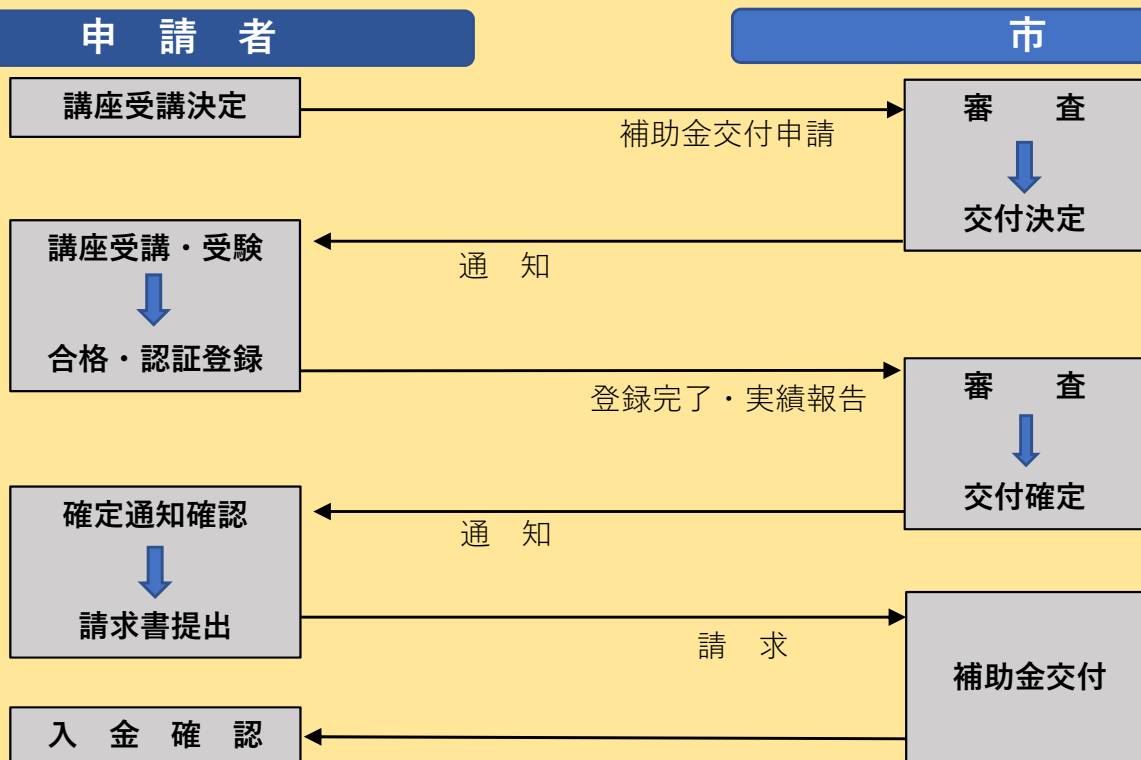 申　請　者
市
講座受講決定
補助金交付申請
審　　査
交付決定
通　知
講座受講・受験
合格・認証登録
登録完了・実績報告
審　　査
交付確定
通　知
確定通知確認
請求書提出
請　求
補助金交付
入　金　確　認